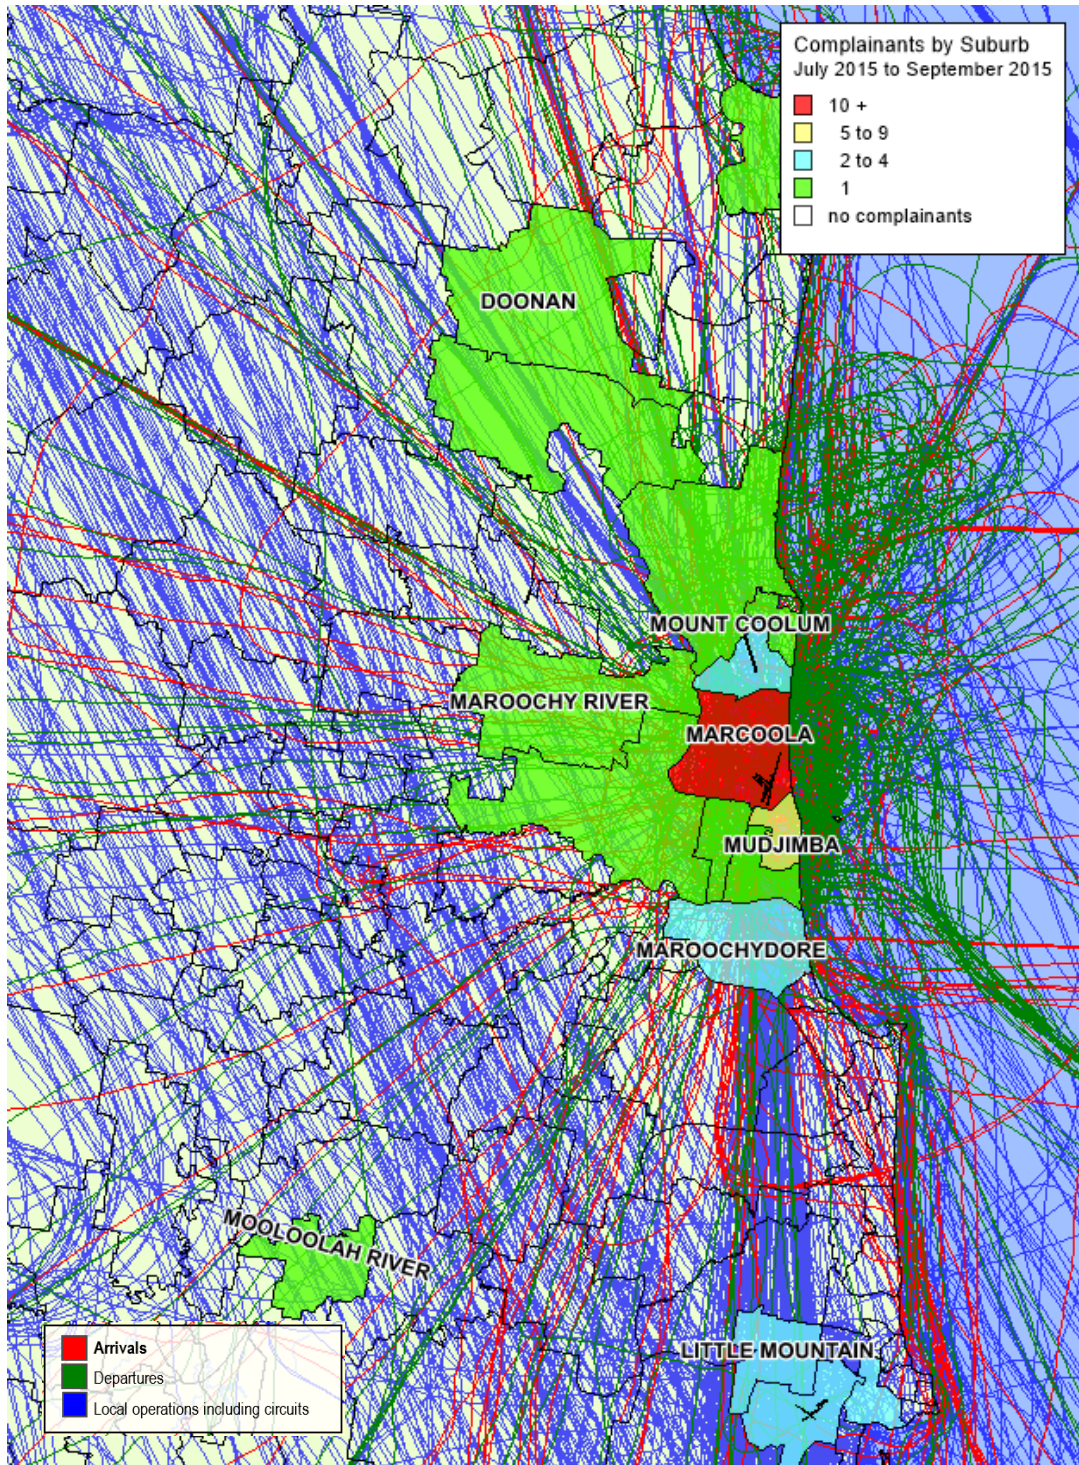 Complainants by Suburb
July 2015 to September 2015
10 +
5 to 9
2 to 4
1
no complainants
DOONAN
MOUNT COOLUM
MAROOCHY RIVER
MARCOOLA
MUDJIMBA
MAROOCHYDORE
MOOLOOLAH RIVER
LITTLE MOUNTAIN
Arrivals
Departures
Local operations including circuits